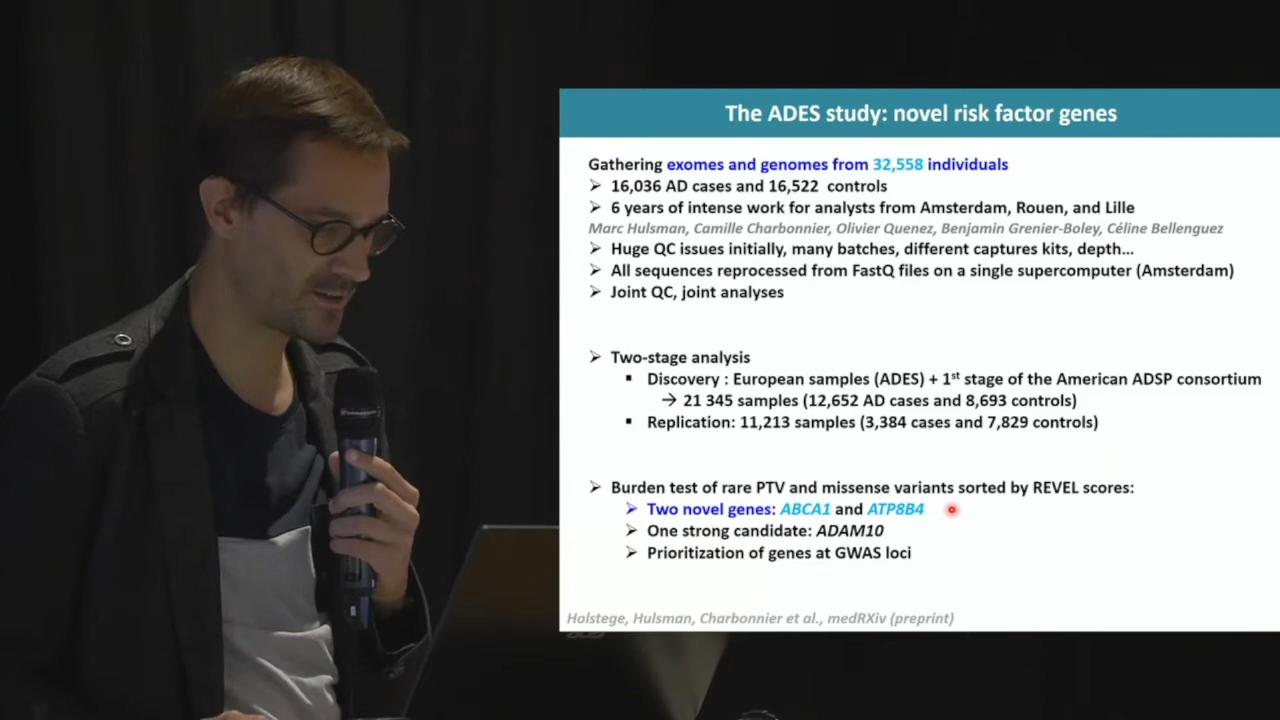 The ADES study: novel risk factor genes
Gathering exomes and genomes from 32,558 individuals
➢ 16,036 AD cases and 16,522 controls
➢ 6 years of intense work for analysts from Amsterdam, Rouen, and Lille
Marc Hulsman, Camille Charbonnier, Olivier Quenez, Benjamin Grenier-Boley, Céline Bellenguez
➢ Huge QC issues initially, many batches, different captures kits, depth…
➢ All sequences reprocessed from FastQ files on a single supercomputer (Amsterdam)
➢ Joint QC, joint analyses
➢ Two-stage analysis
▪ Discovery : European samples (ADES) + 1st stage of the American ADSP consortium
→ 21 345 samples (12,652 AD cases and 8,693 controls)
▪ Replication: 11,213 samples (3,384 cases and 7,829 controls)
➢ Burden test of rare PTV and missense variants sorted by REVEL scores:
➢ Two novel genes: ABCA1 and ATP8B4
➢ One strong candidate: ADAM10
➢ Prioritization of genes at GWAS loci
Holstege, Hulsman, Charbonnier et al., medRXiv (preprint)